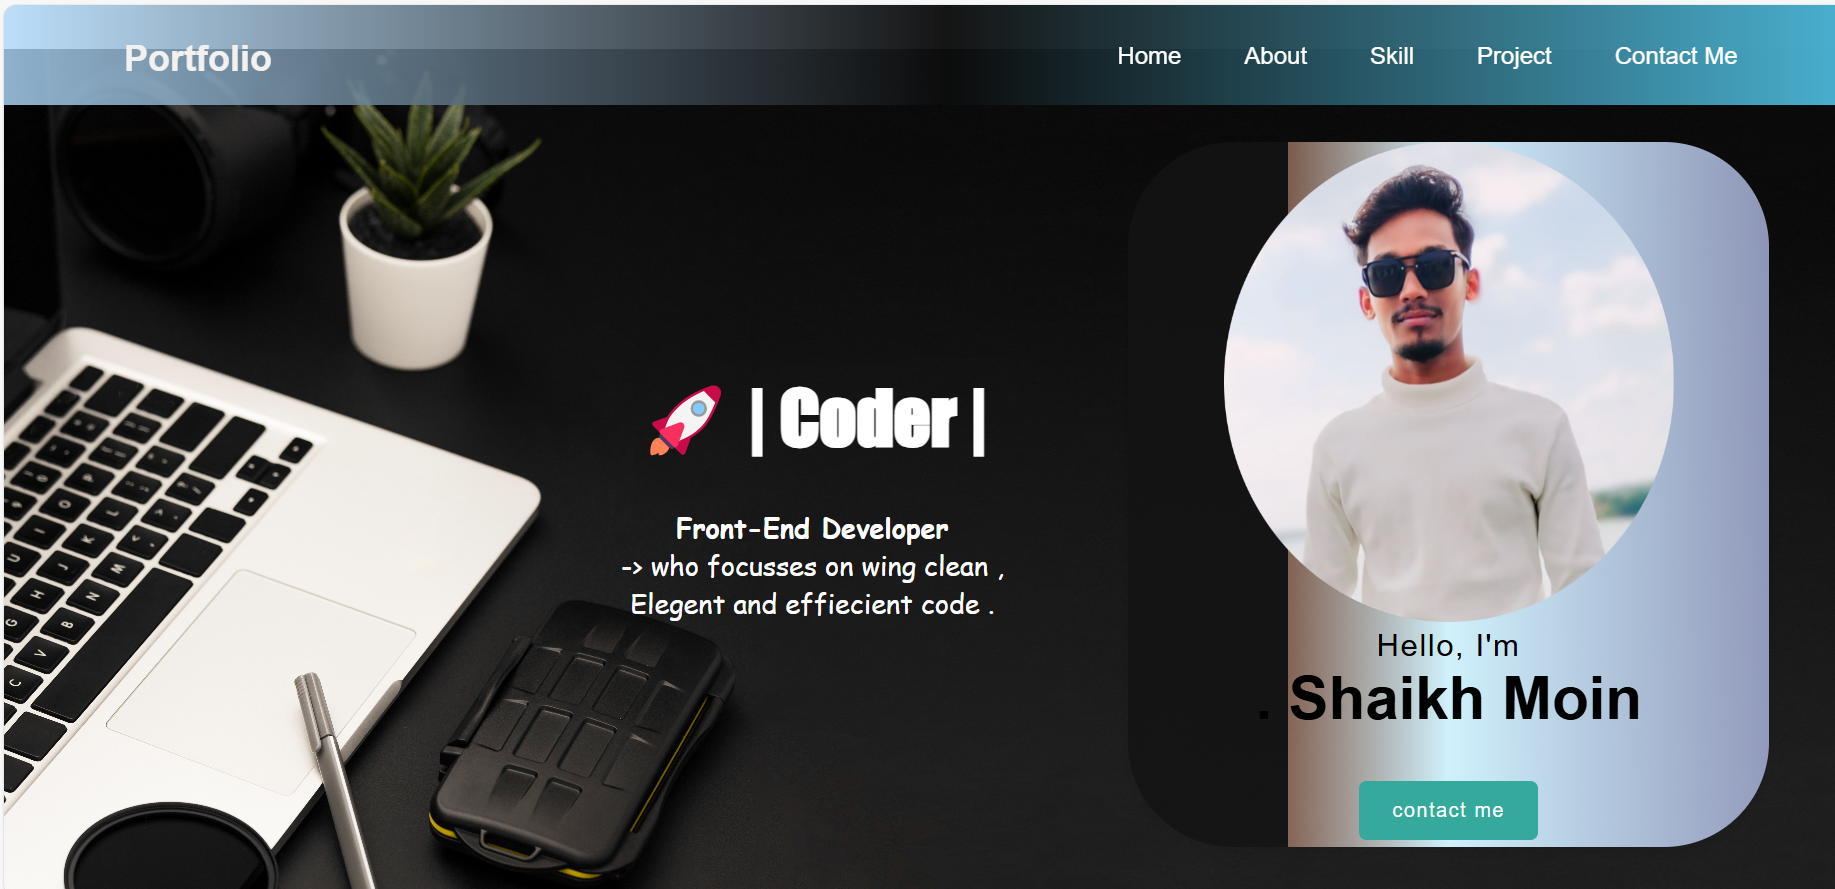 Portfolio
Home About Skill Project Contact Me
| Coder |
Front-End Developer
-> who focusses on wing clean ,
Elegent and effiecient code .
Hello, I'm
. Shaikh Moin
contact me